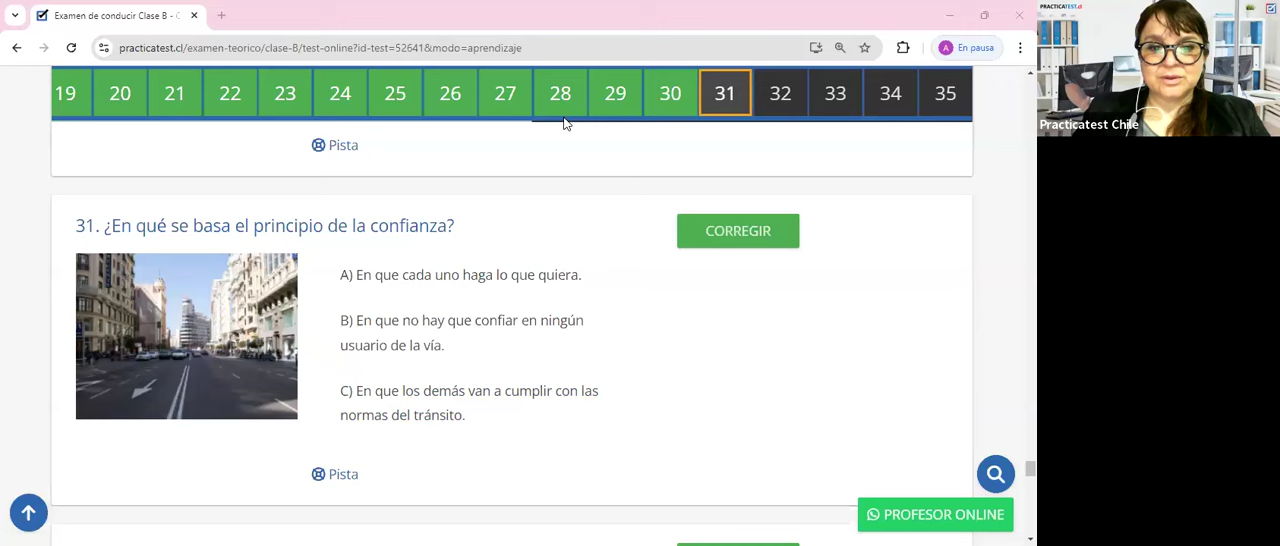 Examen de conducir Clase B - C
practicatest.cl/examen-teorico/clase-B/test-online?id-test=52641&modo=aprendizaje
A
En pausa
PRACTICATEST.cl
Practicatest Chile
19 20 21 22 23 24 25 26 27 28 29 30 31 32 33 34 35
Pista
31. ¿En qué se basa el principio de la confianza?
CORREGIR
A) En que cada uno haga lo que quiera.
B) En que no hay que confiar en ningún
usuario de la vía.
C) En que los demás van a cumplir con las
normas del tránsito.
Pista
PROFESOR ONLINE